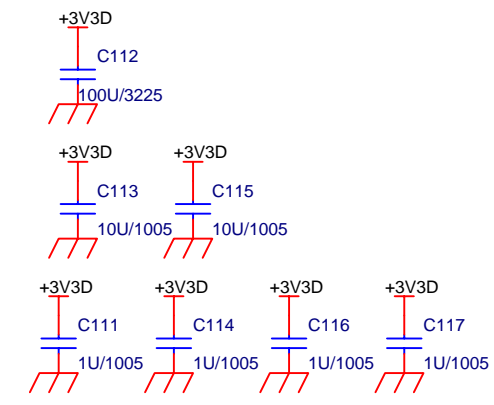 +3V3D
C112
100U/3225
+3V3D +3V3D
C113 C115
10U/1005 10U/1005
+3V3D +3V3D +3V3D +3V3D
C111 C114 C116 C117
1U/1005 1U/1005 1U/1005 1U/1005